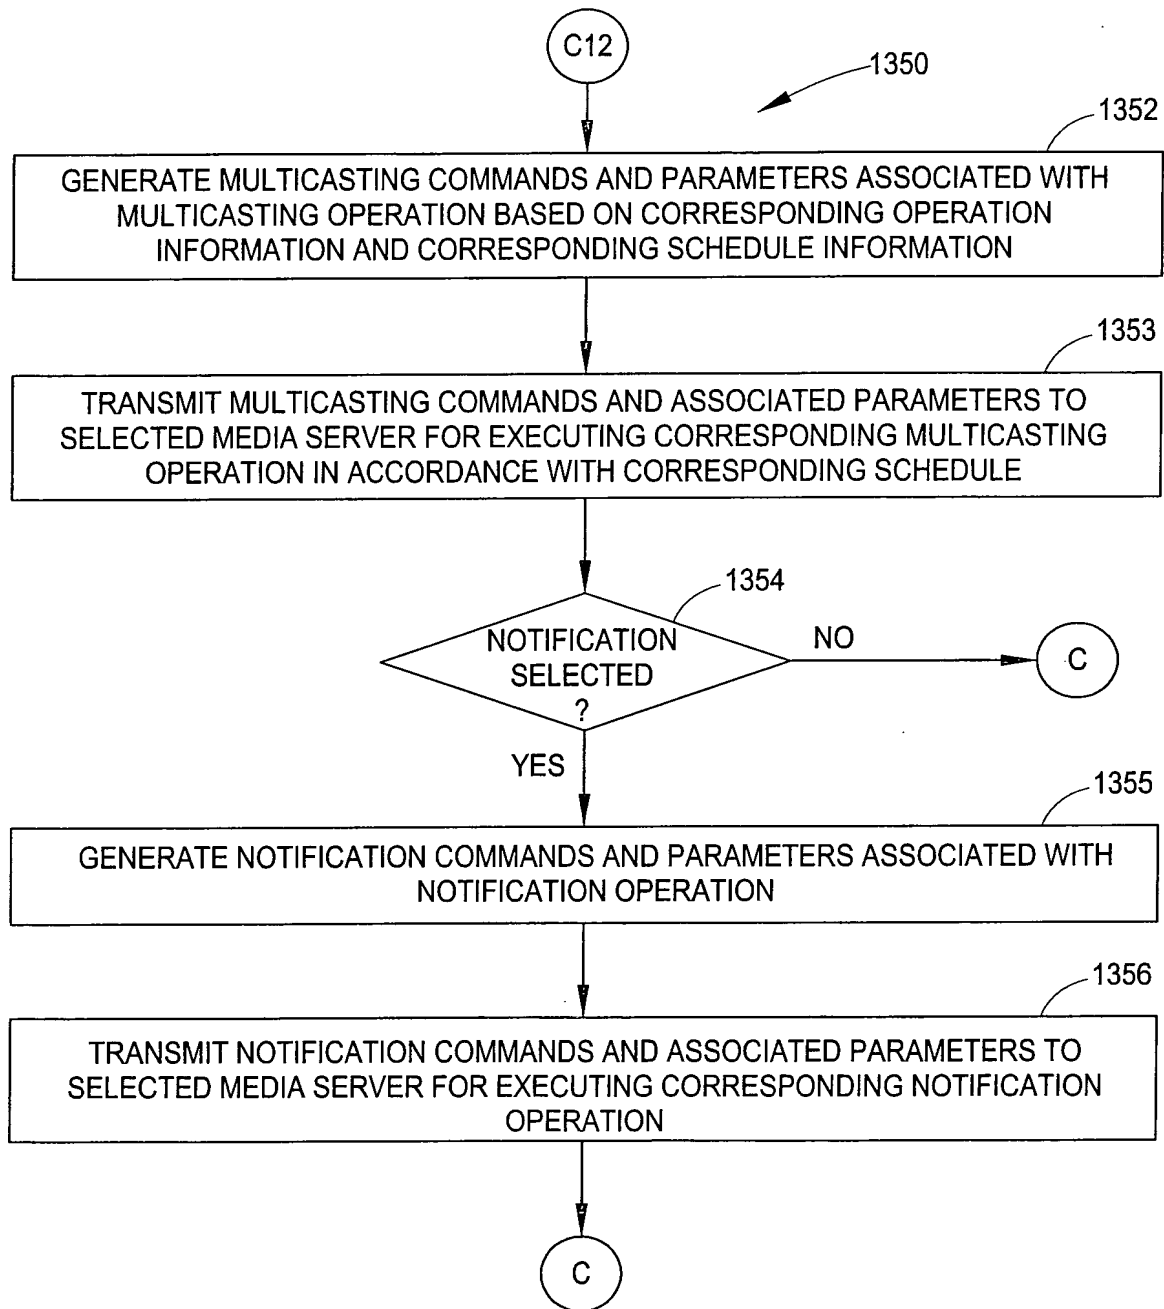 C12
1350
1352
GENERATE MULTICASTING COMMANDS AND PARAMETERS ASSOCIATED WITH
MULTICASTING OPERATION BASED ON CORRESPONDING OPERATION
INFORMATION AND CORRESPONDING SCHEDULE INFORMATION
1353
TRANSMIT MULTICASTING COMMANDS AND ASSOCIATED PARAMETERS TO
SELECTED MEDIA SERVER FOR EXECUTING CORRESPONDING MULTICASTING
OPERATION IN ACCORDANCE WITH CORRESPONDING SCHEDULE
1354
NOTIFICATION
SELECTED
?
NO
C
YES
1355
GENERATE NOTIFICATION COMMANDS AND PARAMETERS ASSOCIATED WITH
NOTIFICATION OPERATION
1356
TRANSMIT NOTIFICATION COMMANDS AND ASSOCIATED PARAMETERS TO
SELECTED MEDIA SERVER FOR EXECUTING CORRESPONDING NOTIFICATION
OPERATION
C